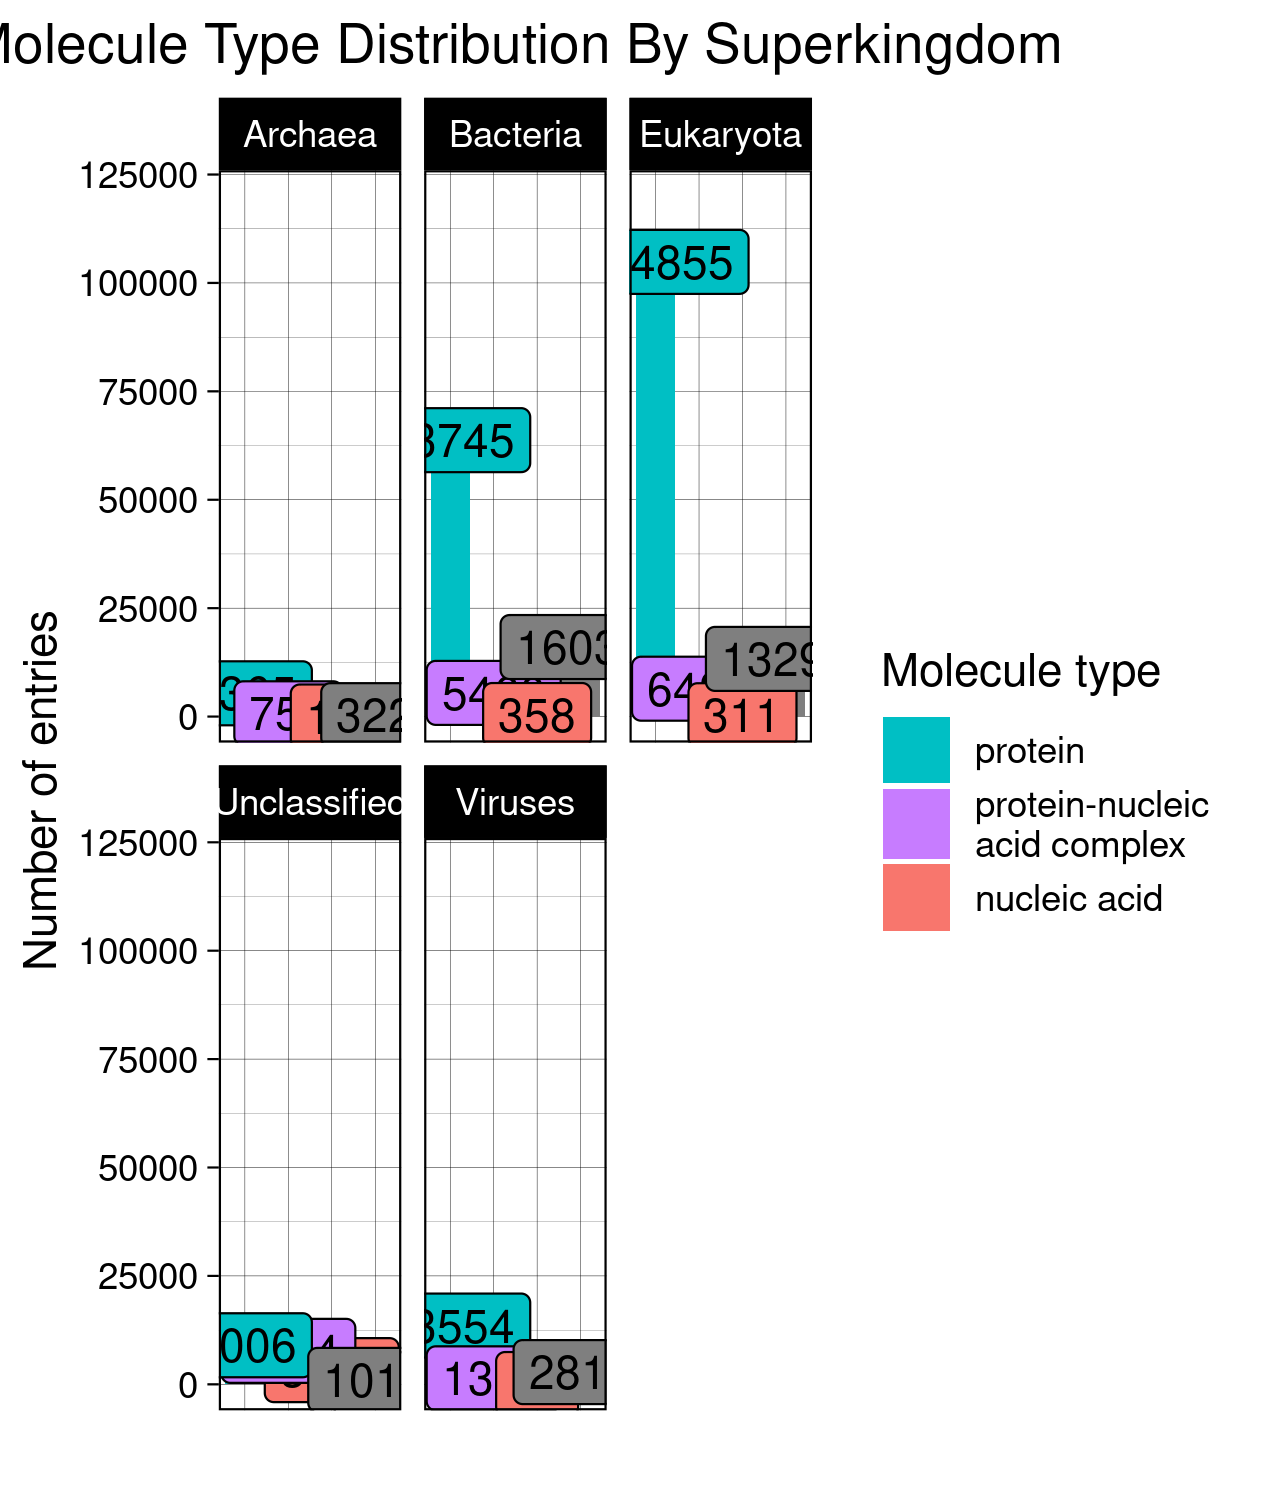 Molecule Type Distribution By Superkingdom
Archaea
Bacteria
Eukaryota
125000
100000
75000
50000
25000
0
4855
3745
1603
1329
358
311
322
75
54
64
Unclassified
Viruses
125000
100000
75000
50000
25000
0
006
101
3554
13
281
Number of entries
Molecule type
protein
protein-nucleic
acid complex
nucleic acid